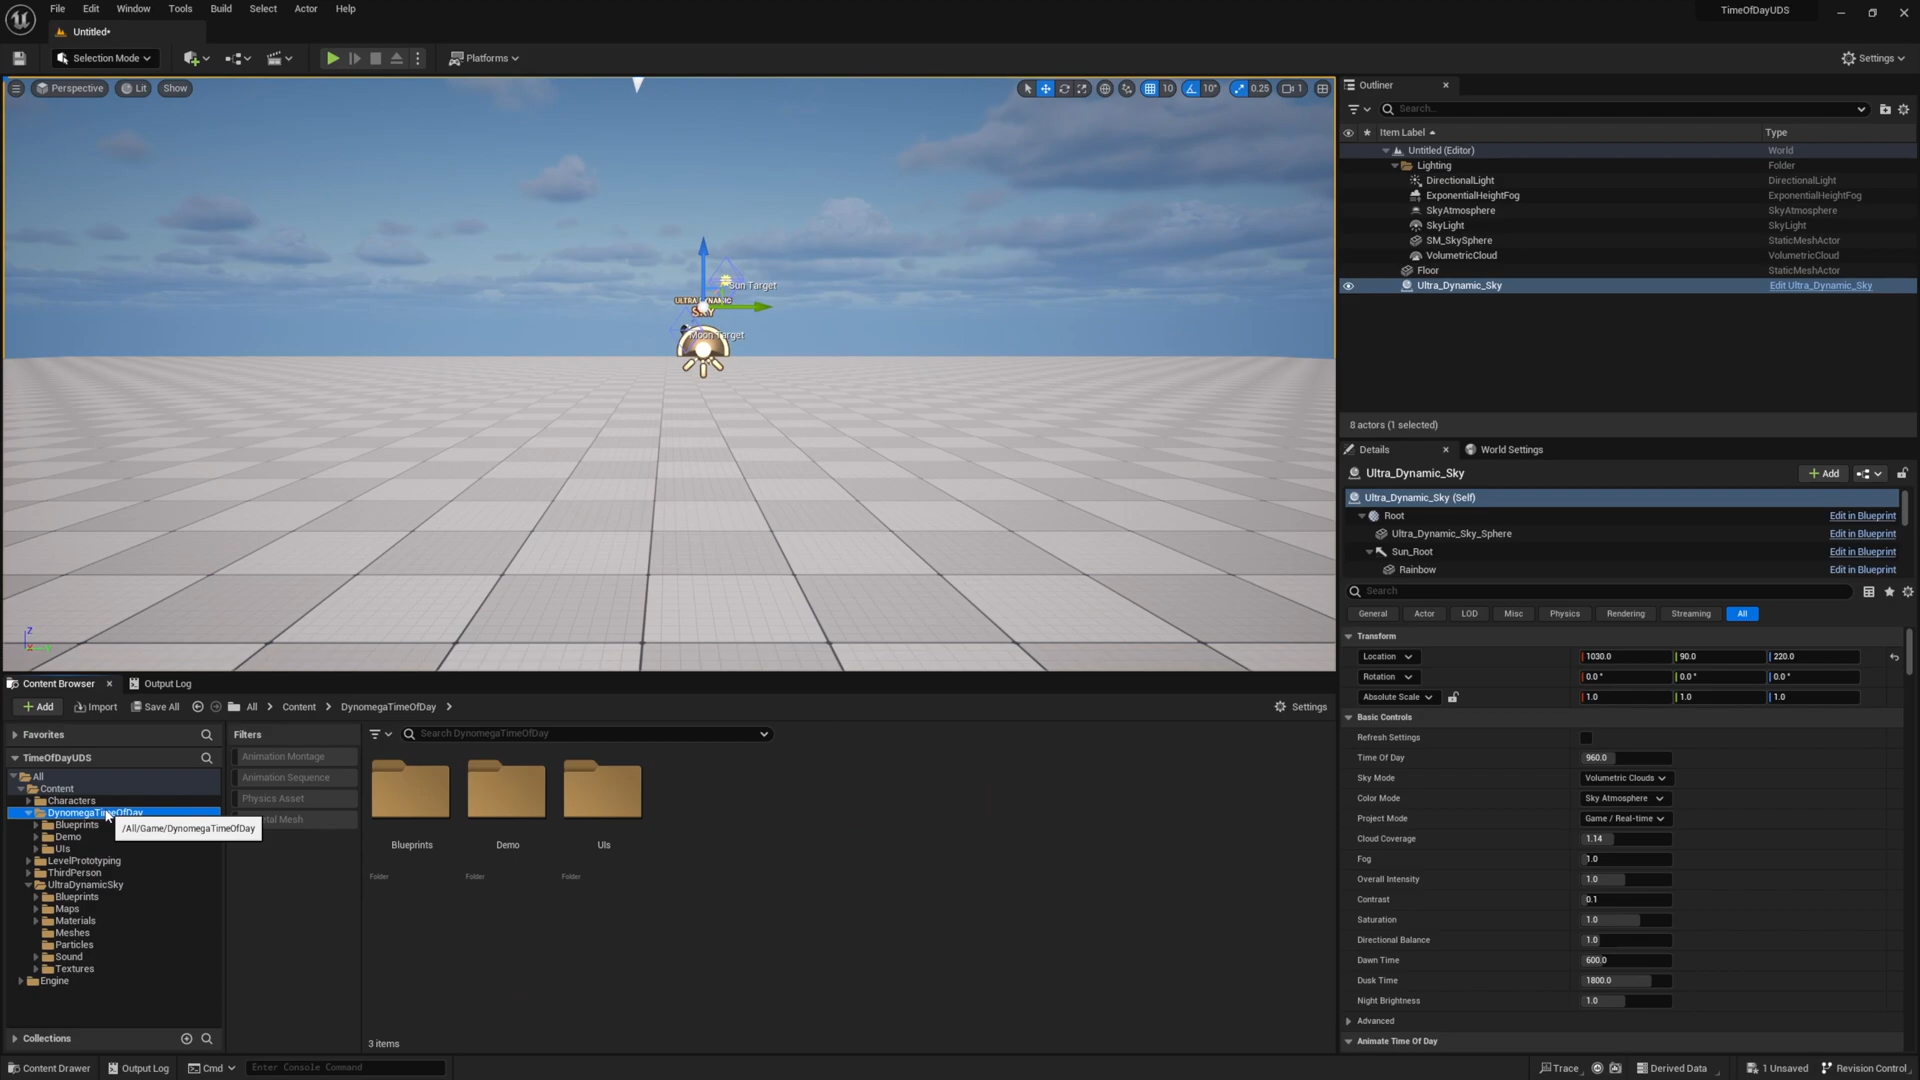 File Edit Window Tools Build Select Actor Help
TimeOfDayUDS
Untitled*
Selection Mode
Platforms
Settings
Perspective
Lit
Show
10
10°
0.25
1
Sun Target
ULTRA DYNAMIC
SKY
Moon Target
Z
Outliner
Search...
Item Label
Type
Untitled (Editor) World
Lighting Folder
DirectionalLight DirectionalLight
ExponentialHeightFog ExponentialHeightFog
SkyAtmosphere SkyAtmosphere
SkyLight SkyLight
SM_SkySphere StaticMeshActor
VolumetricCloud VolumetricCloud
Floor StaticMeshActor
Ultra_Dynamic_Sky Edit Ultra_Dynamic_Sky
8 actors (1 selected)
Details
World Settings
Ultra_Dynamic_Sky
Add
Ultra_Dynamic_Sky (Self)
Root Edit in Blueprint
Ultra_Dynamic_Sky_Sphere Edit in Blueprint
Sun_Root Edit in Blueprint
Rainbow Edit in Blueprint
Search
General Actor LOD Misc Physics Rendering Streaming All
Transform
Location 1030.0 90.0 220.0
Rotation 0.0 ° 0.0 ° 0.0 °
Absolute Scale 1.0 1.0 1.0
Basic Controls
Refresh Settings
Time Of Day 960.0
Sky Mode Volumetric Clouds
Color Mode Sky Atmosphere
Project Mode Game / Real-time
Cloud Coverage 1.14
Fog 1.0
Overall Intensity 1.0
Contrast 0.1
Saturation 1.0
Directional Balance 1.0
Dawn Time 600.0
Dusk Time 1800.0
Night Brightness 1.0
Advanced
Animate Time Of Day
Content Browser
Output Log
Add
Import
Save All
All
Content
DynomegaTimeOfDay
Settings
Favorites
TimeOfDayUDS
All
Content
Characters
DynomegaTimeOfDay
/All/Game/DynomegaTimeOfDay
Blueprints
Demo
UIs
LevelPrototyping
ThirdPerson
UltraDynamicSky
Blueprints
Maps
Materials
Meshes
Particles
Sound
Textures
Engine
Collections
Filters
Animation Montage
Animation Sequence
Physics Asset
Search DynomegaTimeOfDay
Blueprints
Demo
UIs
Folder
Folder
Folder
3 items
Content Drawer
Output Log
Cmd
Enter Console Command
Trace
Derived Data
1 Unsaved
Revision Control